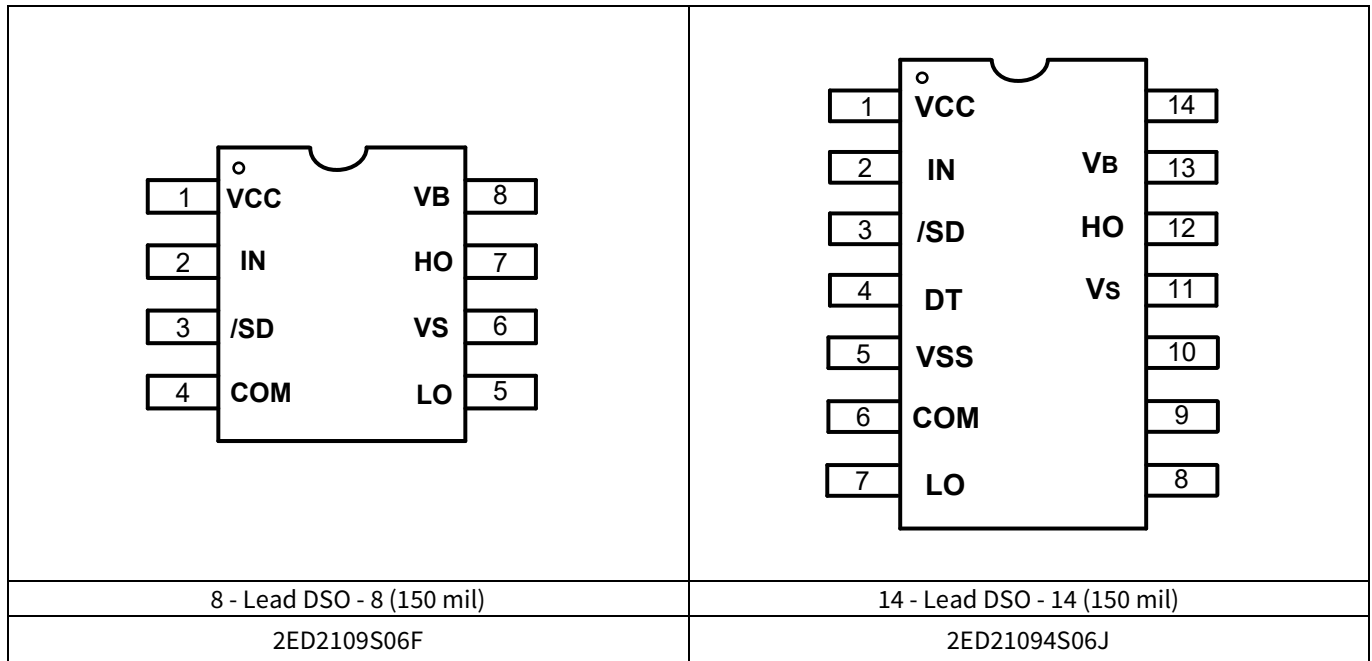 1 VCC VB 8
2 IN HO 7
3 /SD VS 6
4 COM LO 5
8 - Lead DSO - 8 (150 mil)
2ED2109S06F
1 VCC 14
2 IN VB 13
3 /SD HO 12
4 DT VS 11
5 VSS 10
6 COM 9
7 LO 8
14 - Lead DSO - 14 (150 mil)
2ED21094S06J